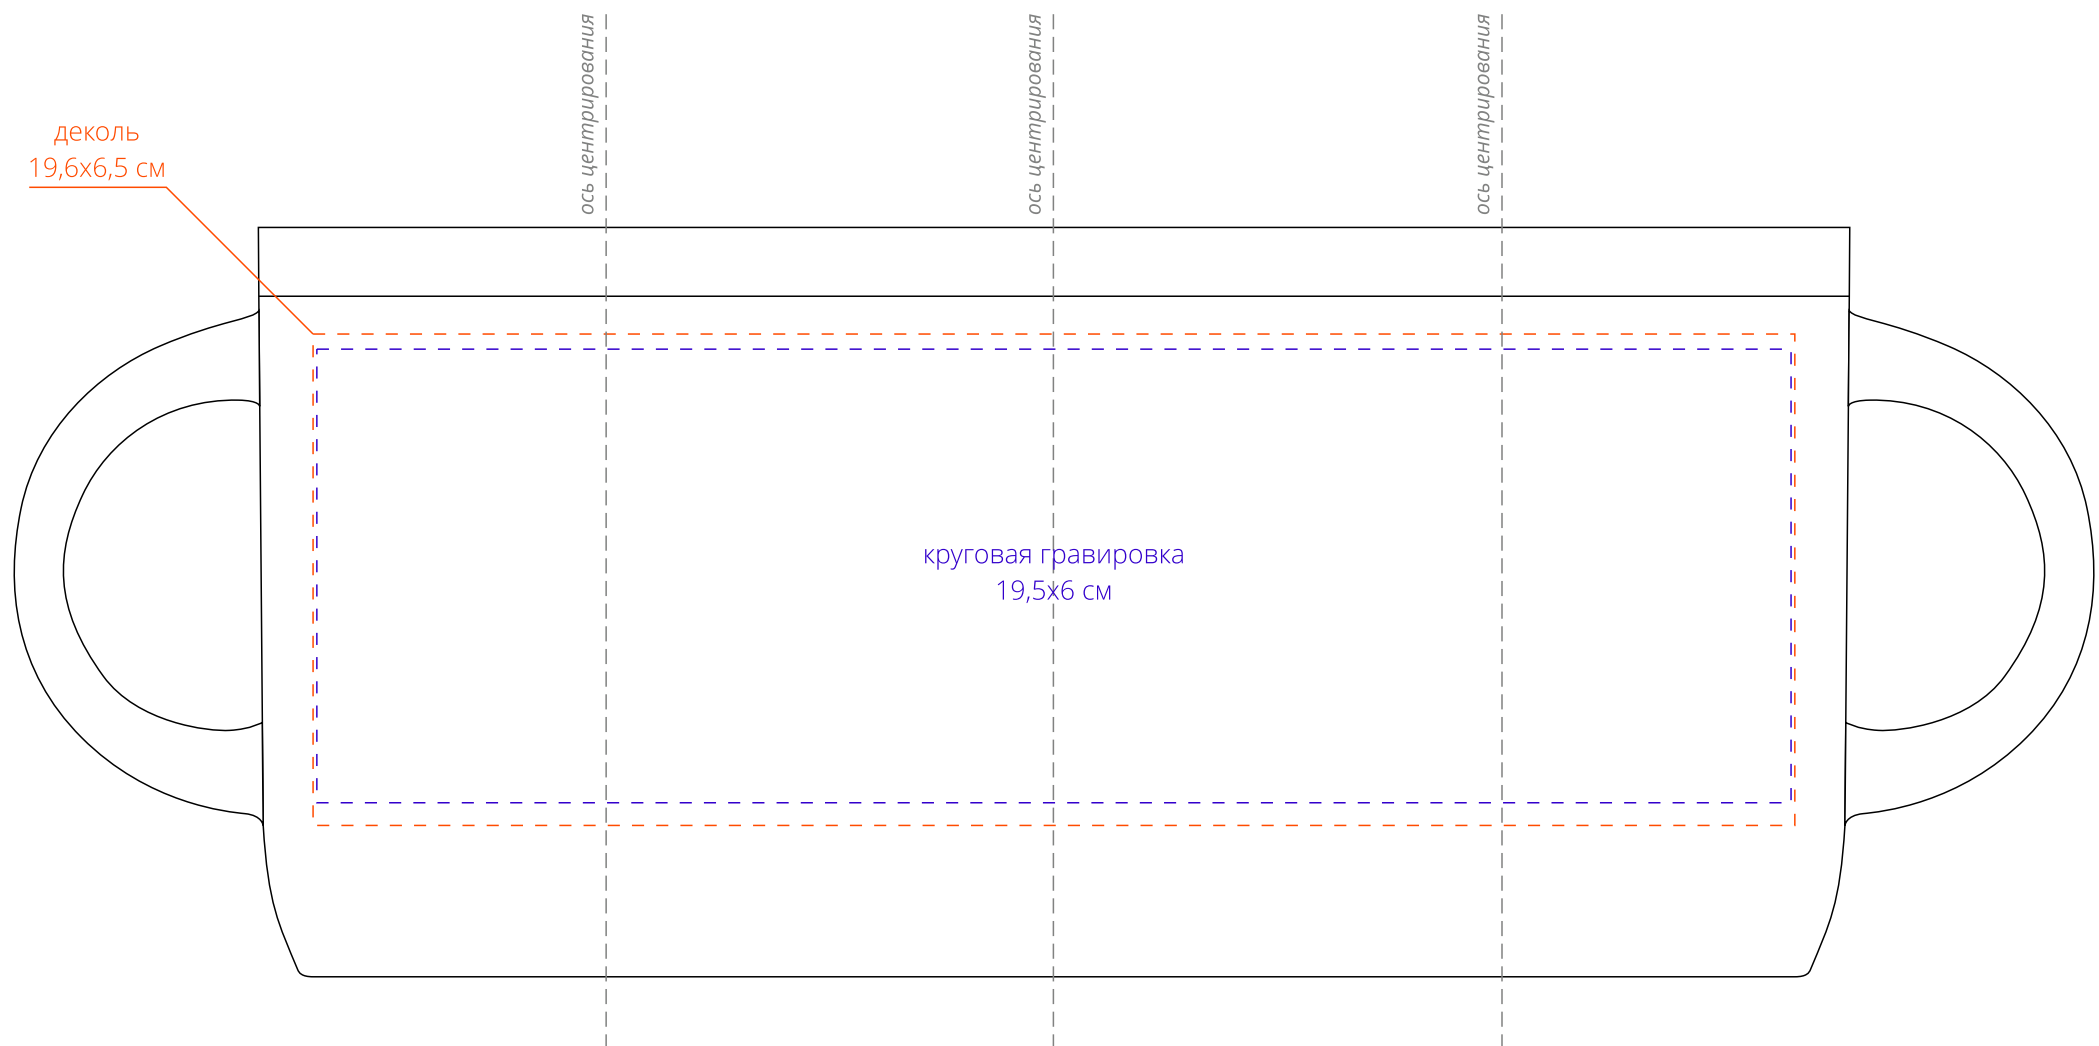 ось центрирования
ось центрирования
ось центрирования
деколь
19,6х6,5 см
круговая гравировка
19,5х6 см